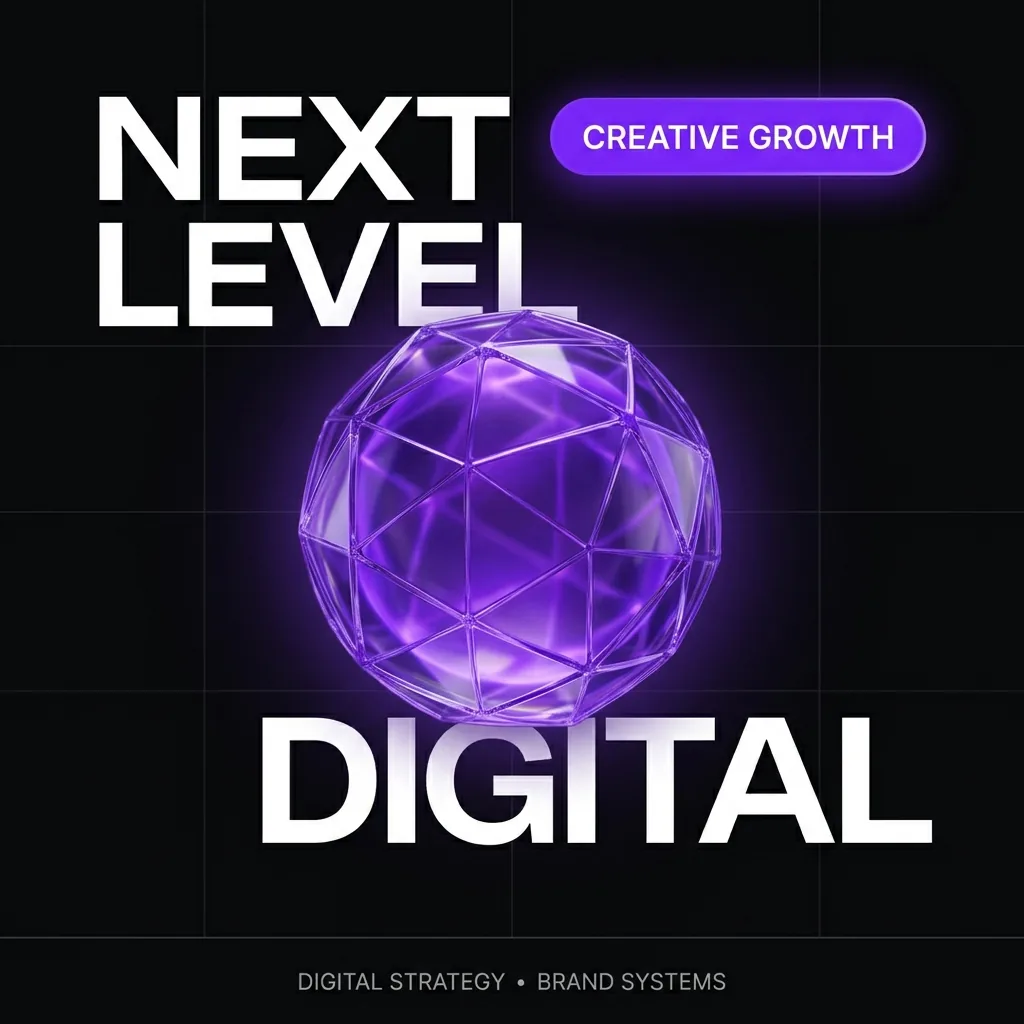 NEXT
CREATIVE GROWTH
LEVEL
DIGITAL
DIGITAL STRATEGY • BRAND SYSTEMS